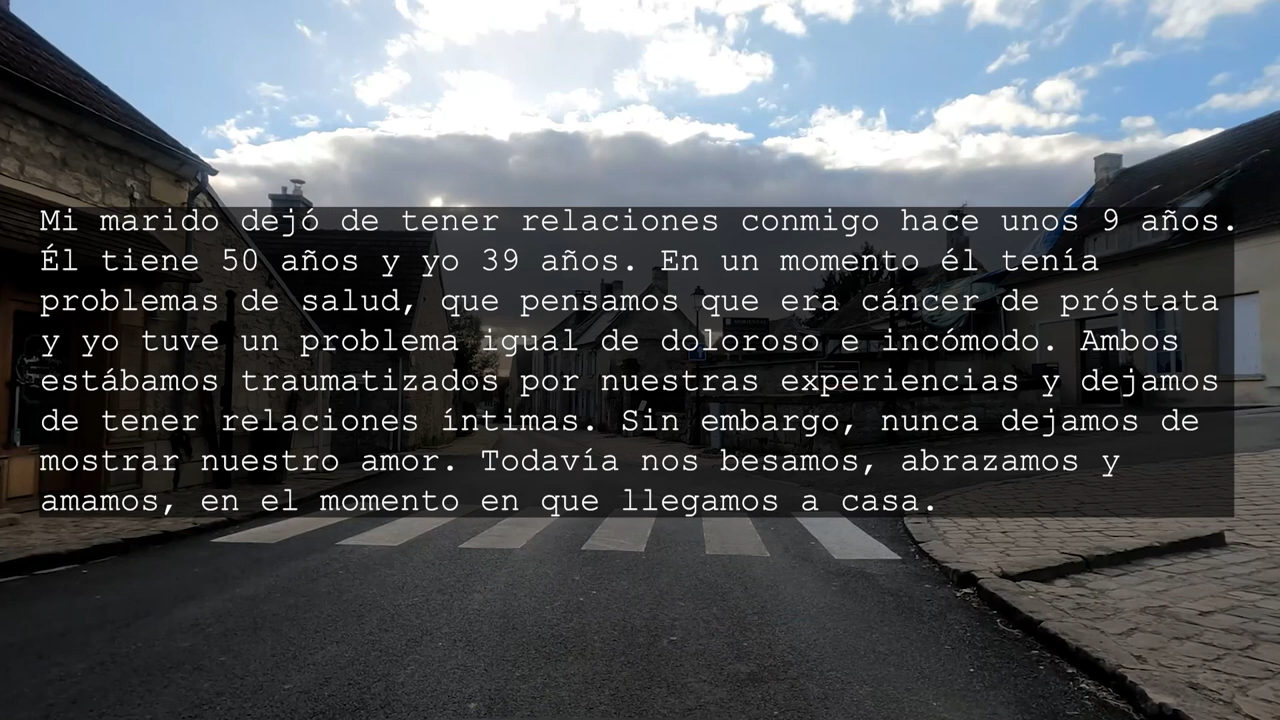 Mi marido dejó de tener relaciones conmigo hace unos 9 años.
Él tiene 50 años y yo 39 años. En un momento él tenía
problemas de salud, que pensamos que era cáncer de próstata
y yo tuve un problema igual de doloroso e incómodo. Ambos
estábamos traumatizados por nuestras experiencias y dejamos
de tener relaciones íntimas. Sin embargo, nunca dejamos de
mostrar nuestro amor. Todavía nos besamos, abrazamos y
amamos, en el momento en que llegamos a casa.